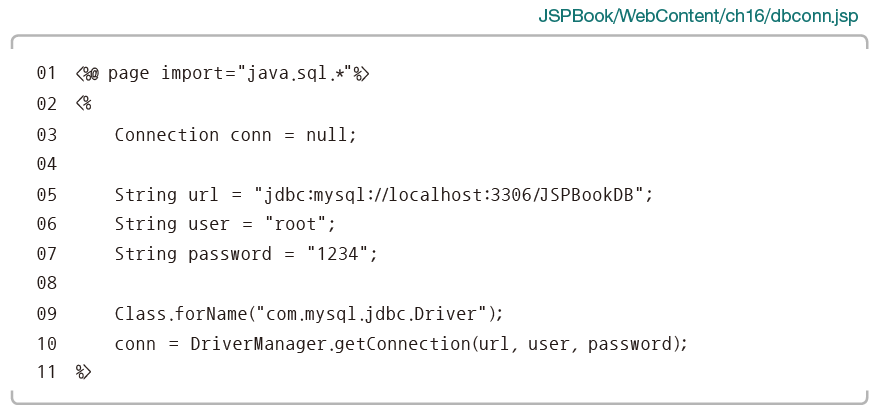 JSPBook/WebContent/ch16/dbconn.jsp
01 <%@ page import="java.sql.*"%>
02 <%
03 Connection conn = null;
04
05 String url = "jdbc:mysql://localhost:3306/JSPBookDB";
06 String user = "root";
07 String password = "1234";
08
09 Class.forName("com.mysql.jdbc.Driver");
10 conn = DriverManager.getConnection(url, user, password);
11 %>